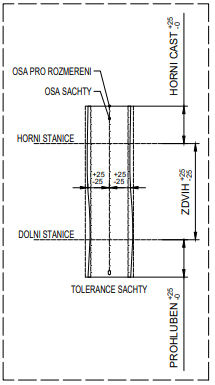 HORNI CAST +25 -0
OSA PRO ROZMERENI
OSA SACHTY
HORNI STANICE
+25 +25
-25 -25
ZDVIH +25 -25
DOLNI STANICE
TOLERANCE SACHTY
PROHLUBEN +25 -0